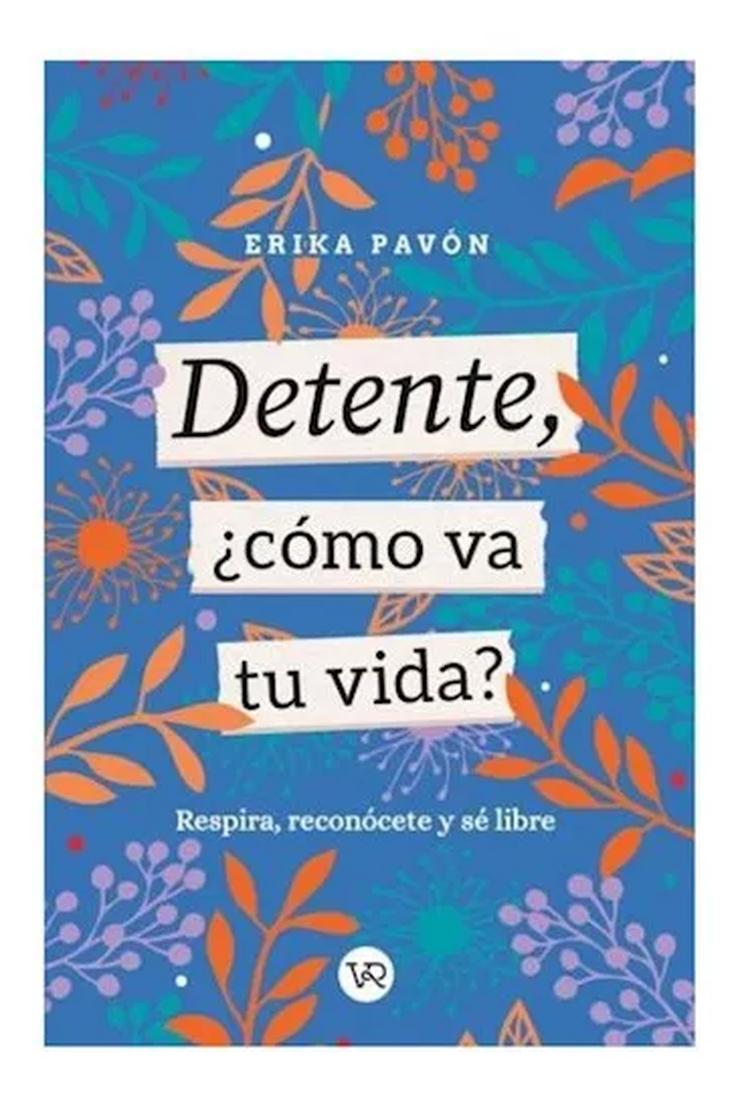 ERIKA PAVÓN
Detente,
¿cómo va
tu vida?
Respira, reconócete y sé libre
VR